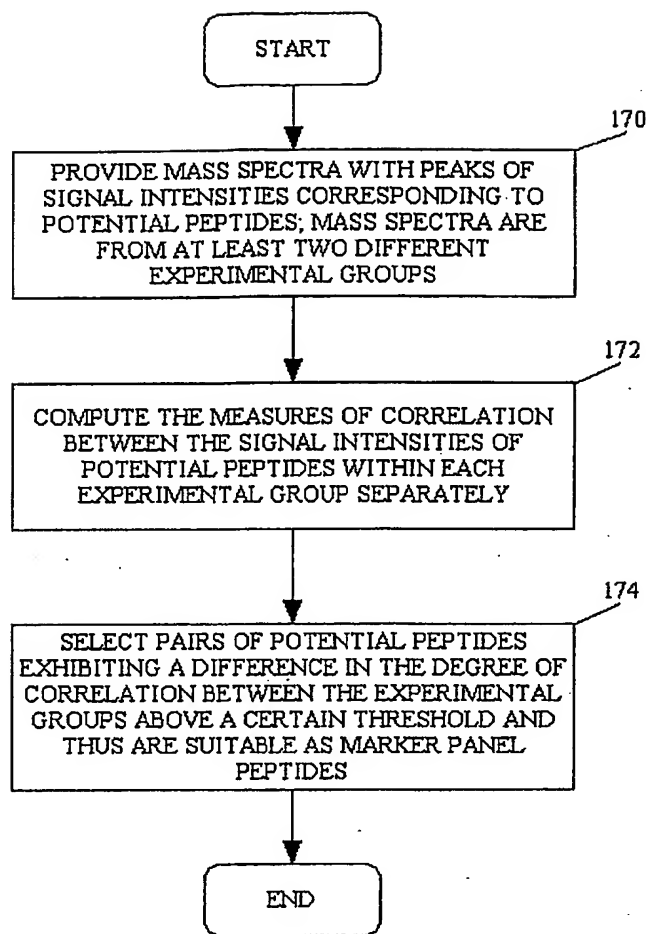 START
170
PROVIDE MASS SPECTRA WITH PEAKS OF
SIGNAL INTENSITIES CORRESPONDING TO
POTENTIAL PEPTIDES; MASS SPECTRA ARE
FROM AT LEAST TWO DIFFERENT
EXPERIMENTAL GROUPS
172
COMPUTE THE MEASURES OF CORRELATION
BETWEEN THE SIGNAL INTENSITIES OF
POTENTIAL PEPTIDES WITHIN EACH
EXPERIMENTAL GROUP SEPARATELY
174
SELECT PAIRS OF POTENTIAL PEPTIDES
EXHIBITING A DIFFERENCE IN THE DEGREE OF
CORRELATION BETWEEN THE EXPERIMENTAL
GROUPS ABOVE A CERTAIN THRESHOLD AND
THUS ARE SUITABLE AS MARKER PANEL
PEPTIDES
END